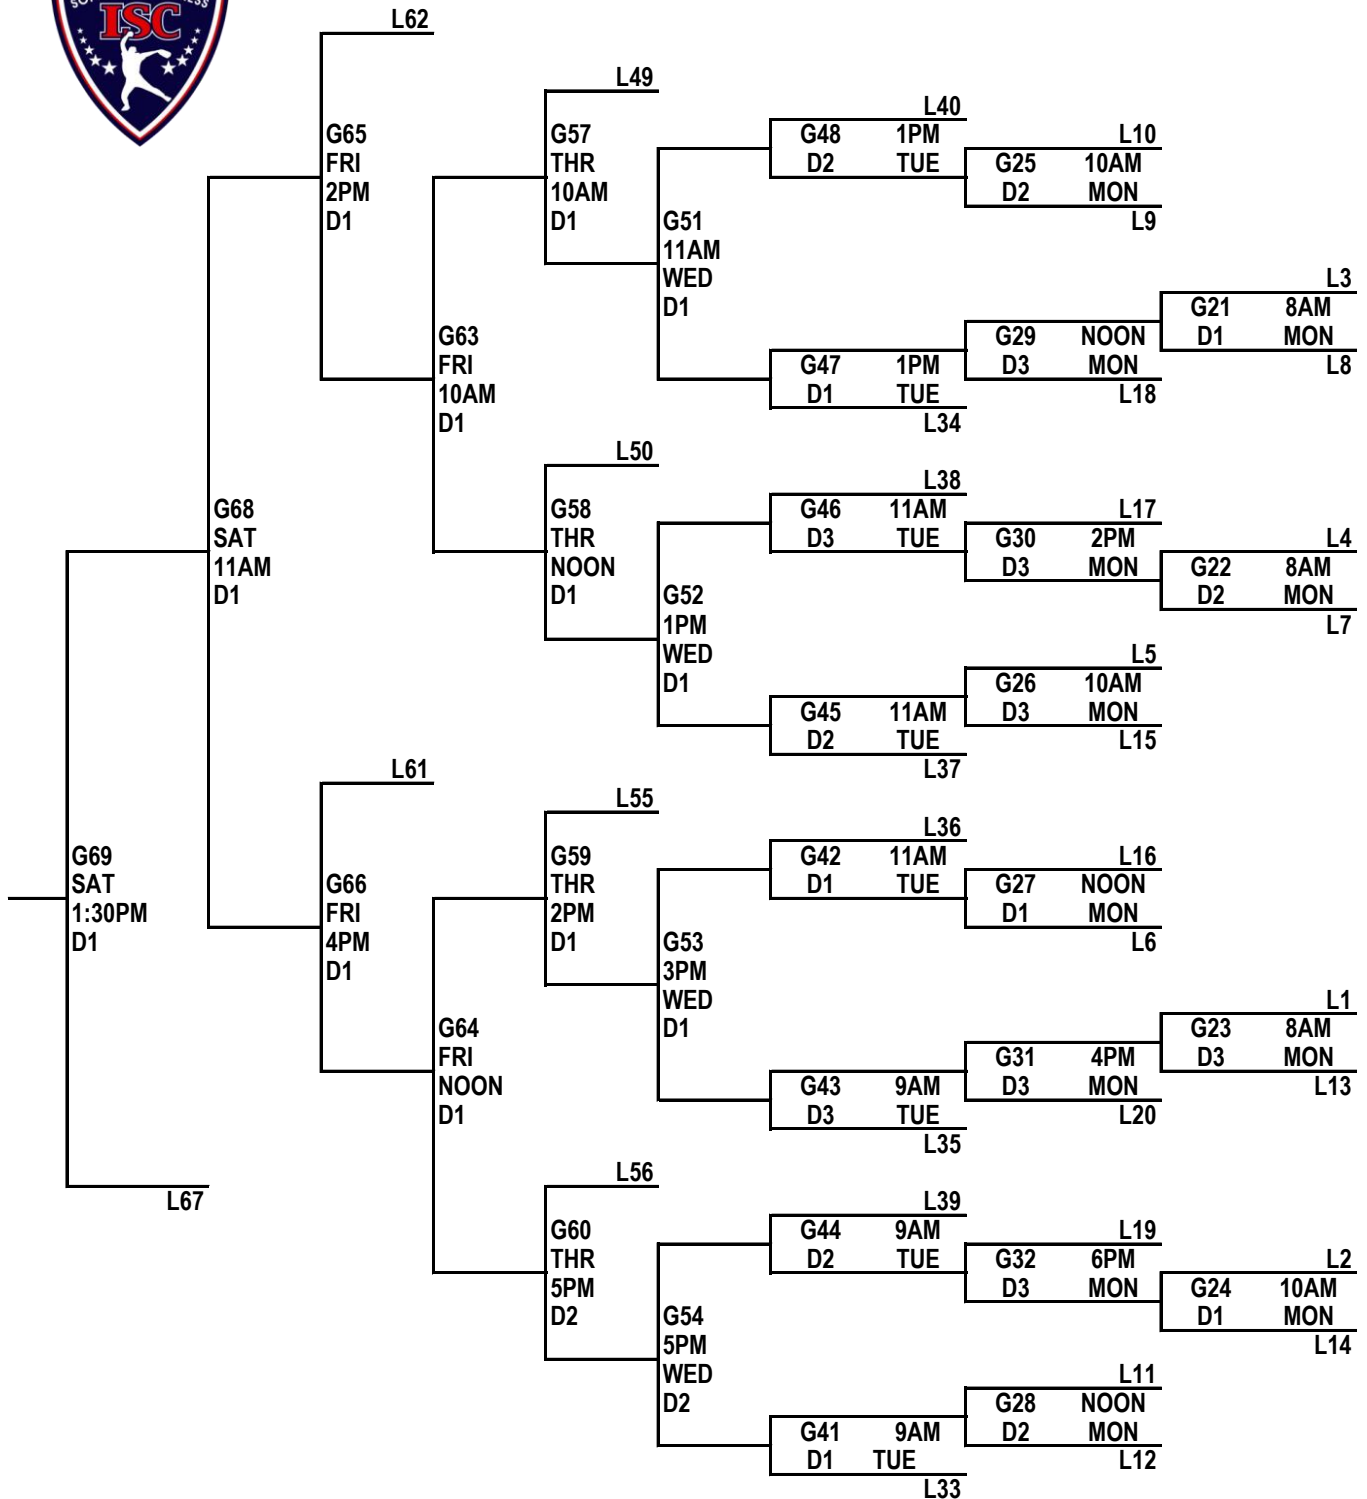 ISC
L62
G65
FRI
2PM
D1
L49
G57
THR
10AM
D1
L40
G48 1PM
D2 TUE
L10
G25 10AM
D2 MON
L9
G51
11AM
WED
D1
L3
G21 8AM
D1 MON
L8
G29 NOON
D3 MON
L18
G47 1PM
D1 TUE
L34
G63
FRI
10AM
D1
L50
G58
THR
NOON
D1
L38
G46 11AM
D3 TUE
L17
G30 2PM
D3 MON
L4
G22 8AM
D2 MON
L7
G52
1PM
WED
D1
L5
G26 10AM
D3 MON
L15
G45 11AM
D2 TUE
L37
G68
SAT
11AM
D1
L61
G66
FRI
4PM
D1
L55
G59
THR
2PM
D1
L36
G42 11AM
D1 TUE
L16
G27 NOON
D1 MON
L6
G53
3PM
WED
D1
L1
G23 8AM
D3 MON
L13
G31 4PM
D3 MON
L20
G43 9AM
D3 TUE
L35
G69
SAT
1:30PM
D1
L67
G64
FRI
NOON
D1
L56
G60
THR
5PM
D2
L39
G44 9AM
D2 TUE
L19
G32 6PM
D3 MON
L2
G24 10AM
D1 MON
L14
G54
5PM
WED
D2
L11
G28 NOON
D2 MON
L12
G41 9AM
D1 TUE
L33